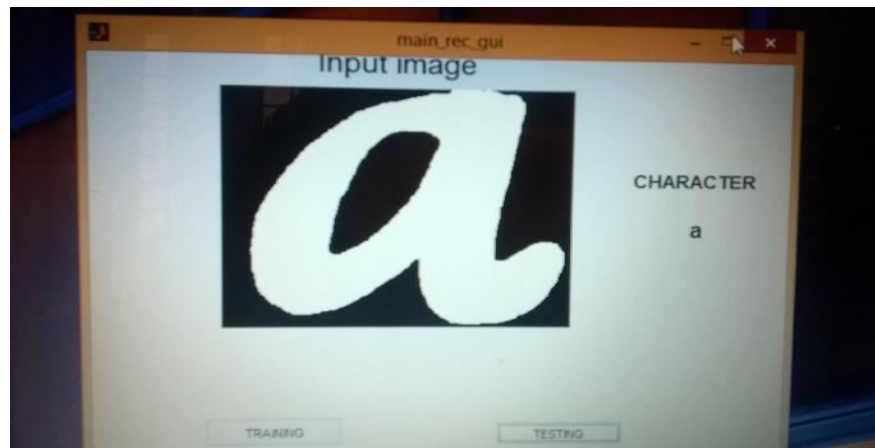 main_rec_gui
Input image
a
CHARACTER
a
TRAINING
TESTING